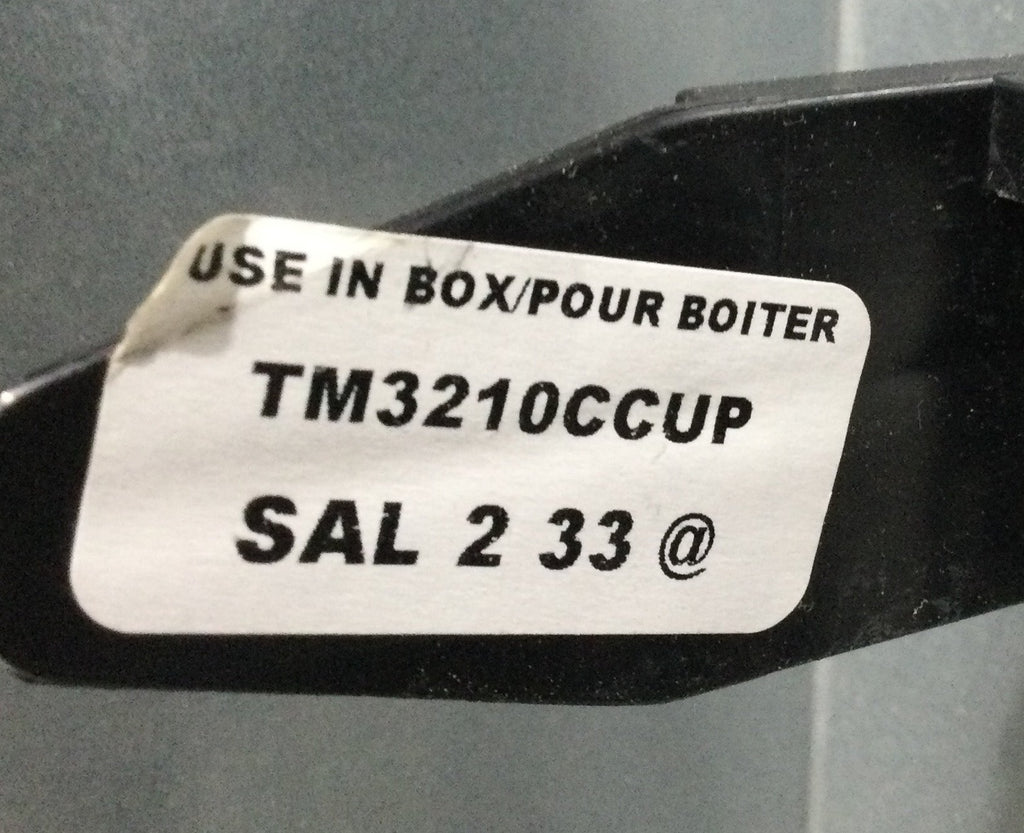 USE IN BOX/POUR BOITER
TM3210CCUP
SAL 2 33 @